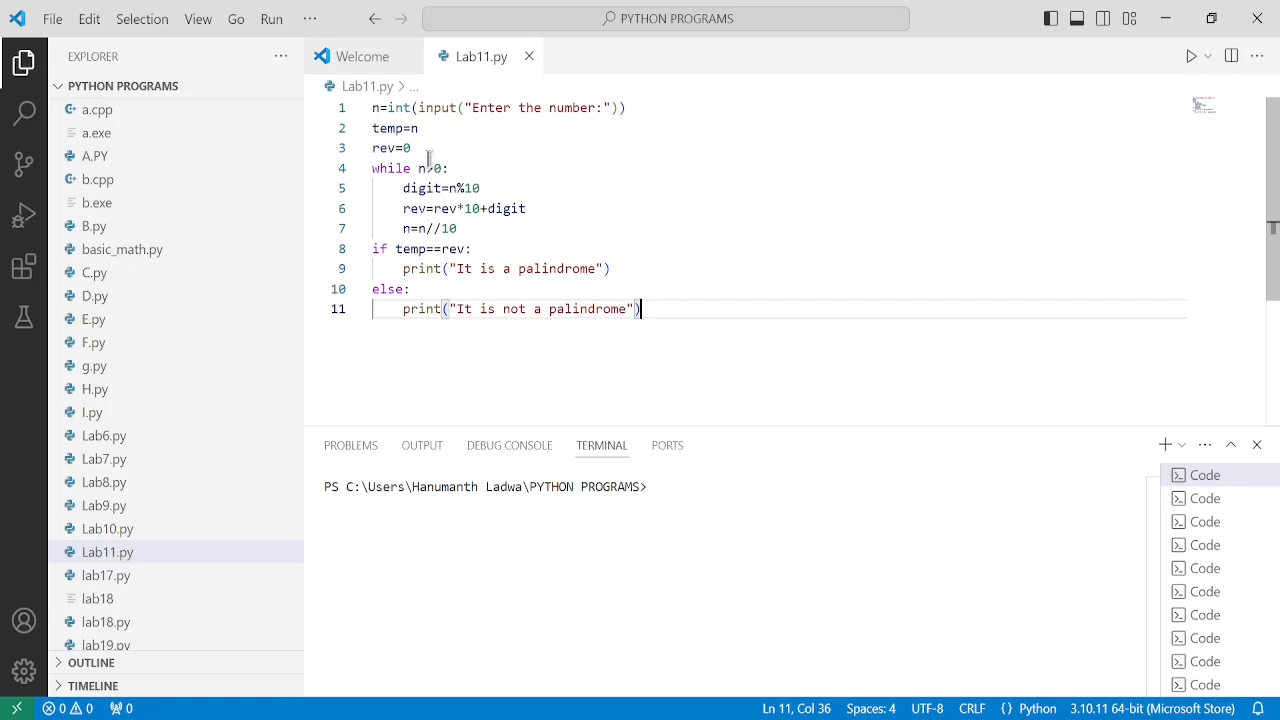 File Edit Selection View Go Run ··· PYTHON PROGRAMS
EXPLORER ···
PYTHON PROGRAMS
a.cpp
a.exe
A.PY
b.cpp
b.exe
B.py
basic_math.py
C.py
D.py
E.py
F.py
g.py
H.py
I.py
Lab6.py
Lab7.py
Lab8.py
Lab9.py
Lab10.py
Lab11.py
lab17.py
lab18
lab18.py
lab19.py
OUTLINE
TIMELINE
Welcome Lab11.py
Lab11.py > ...
1 n=int(input("Enter the number:"))
2 temp=n
3 rev=0
4 while n>0:
5 digit=n%10
6 rev=rev*10+digit
7 n=n//10
8 if temp==rev:
9 print("It is a palindrome")
10 else:
11 print("It is not a palindrome")
PROBLEMS OUTPUT DEBUG CONSOLE TERMINAL PORTS
PS C:\Users\Hanumanth Ladwa\PYTHON PROGRAMS>
Code
Code
Code
Code
Code
Code
Code
Code
Code
Code
0 0 0 Ln 11, Col 36 Spaces: 4 UTF-8 CRLF {} Python 3.10.11 64-bit (Microsoft Store)